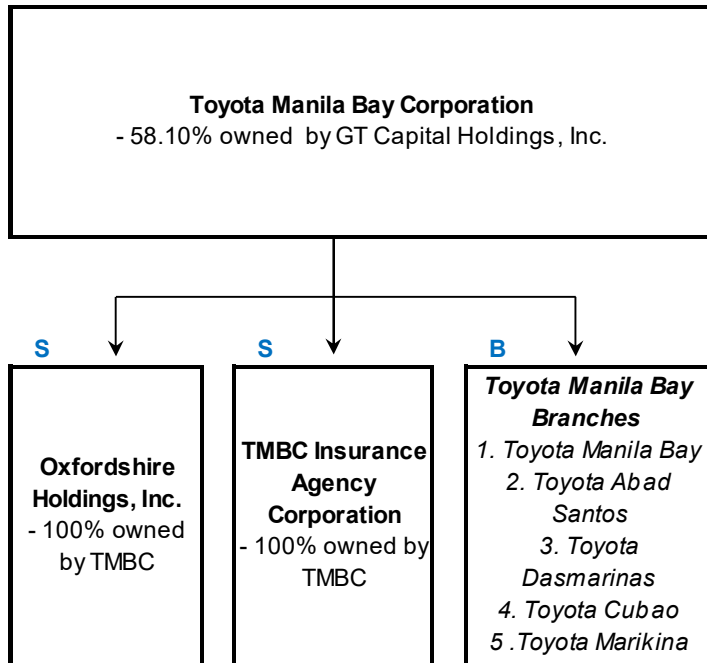 Toyota Manila Bay Corporation
- 58.10% owned by GT Capital Holdings, Inc.
S
S
B
Oxfordshire
Holdings, Inc.
- 100% owned
by TMBC
TMBC Insurance
Agency
Corporation
- 100% owned by
TMBC
Toyota Manila Bay
Branches
1. Toyota Manila Bay
2. Toyota Abad
Santos
3. Toyota
Dasmarinas
4. Toyota Cubao
5 .Toyota Marikina